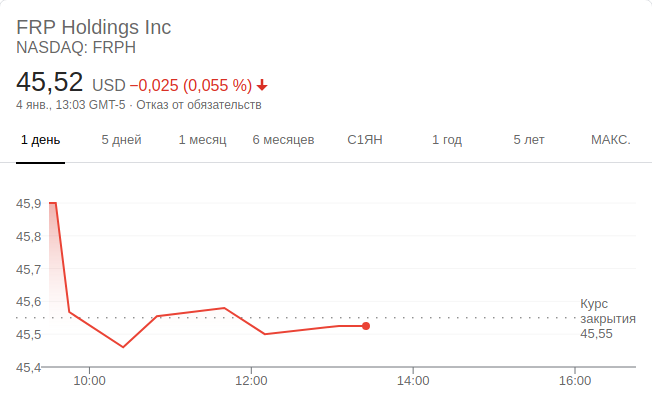 FRP Holdings Inc
NASDAQ: FRPH
45,52 USD −0,025 (0,055 %)
4 янв., 13:03 GMT-5 · Отказ от обязательств
1 день 5 дней 1 месяц 6 месяцев С1ЯН 1 год 5 лет МАКС.
45,9
45,8
45,7
45,6
45,5
45,4
Курс
закрытия
45,55
10:00 12:00 14:00 16:00